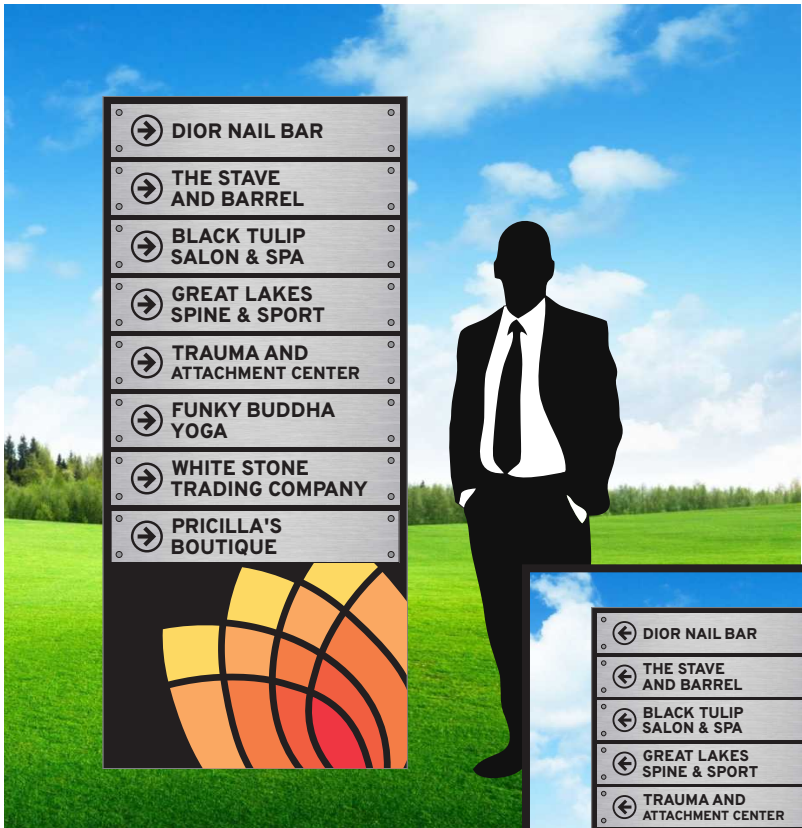 DIOR NAIL BAR
THE STAVE
AND BARREL
BLACK TULIP
SALON & SPA
GREAT LAKES
SPINE & SPORT
TRAUMA AND
ATTACHMENT CENTER
FUNKY BUDDHA
YOGA
WHITE STONE
TRADING COMPANY
PRICILLA'S
BOUTIQUE
DIOR NAIL BAR
THE STAVE
AND BARREL
BLACK TULIP
SALON & SPA
GREAT LAKES
SPINE & SPORT
TRAUMA AND
ATTACHMENT CENTER